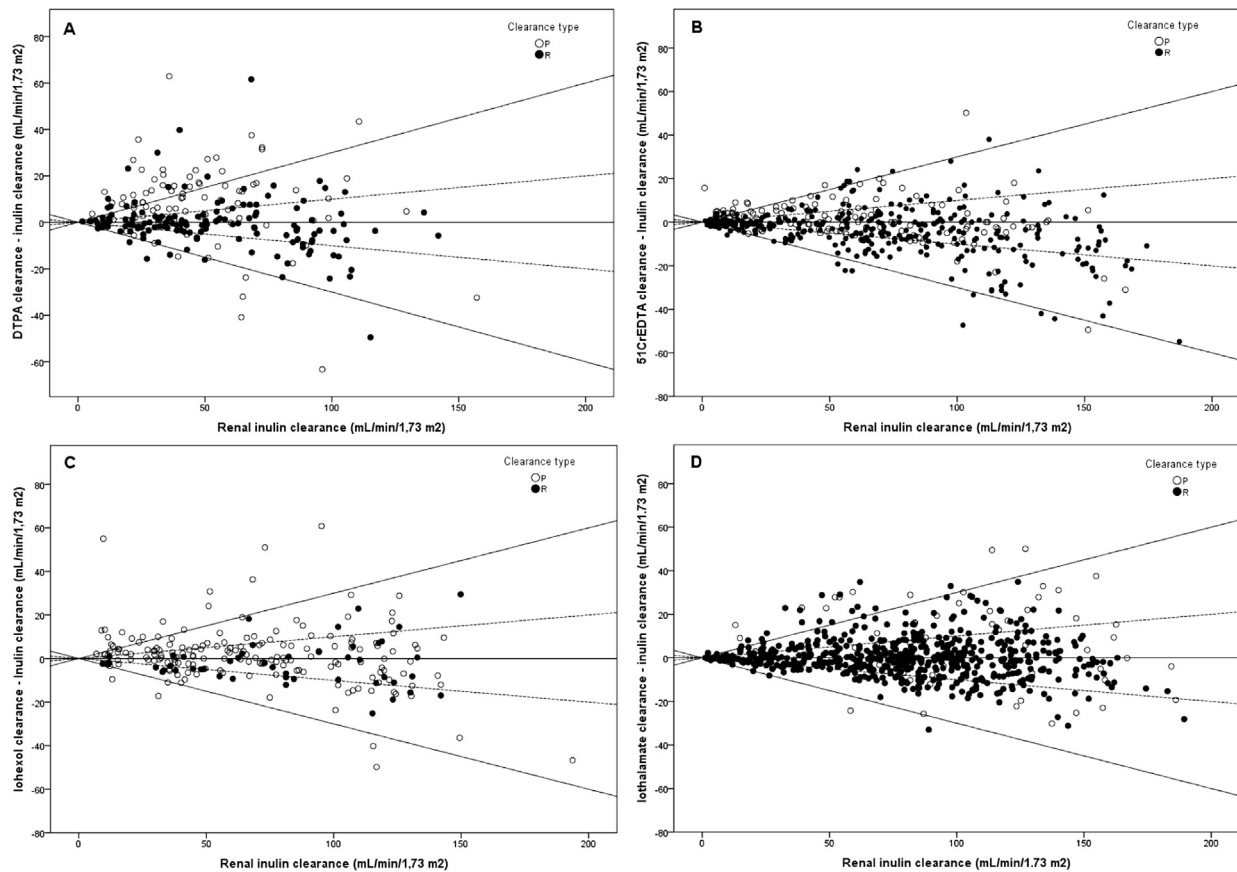 A
Clearance type
P
R
DTPA clearance - Inulin clearance (mL/min/1,73 m2)
80
60
40
20
0
-20
-40
-60
0 50 100 150 200
Renal inulin clearance (mL/min/1,73 m2)
B
Clearance type
P
R
51CrEDTA clearance - Inulin clearance (mL/min/1,73 m2)
80
60
40
20
0
-20
-40
-60
-80
0 50 100 150 200
Renal inulin clearance (mL/min/1,73 m2)
C
Clearance type
P
R
Iohexol clearance - Inulin clearance (mL/min/1,73 m2)
80
60
40
20
0
-20
-40
-60
-80
0 50 100 150 200
Renal inulin clearance (mL/min/1,73 m2)
D
Clearance type
P
R
Iothalamate clearance - Inulin clearance (mL/min/1.73 m2)
80
60
40
20
0
-20
-40
-60
-80
0 50 100 150 200
Renal inulin clearance (mL/min/1.73 m2)